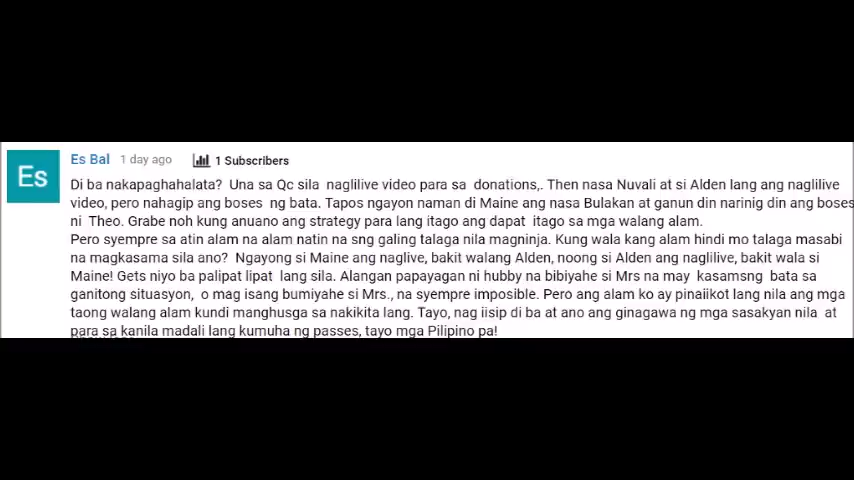 Es
Es Bal 1 day ago 1 Subscribers
Di ba nakapaghahalata? Una sa Qc sila naglilive video para sa donations,. Then nasa Nuvali at si Alden lang ang naglilive
video, pero nahagip ang boses ng bata. Tapos ngayon naman di Maine ang nasa Bulakan at ganun din narinig din ang boses
ni Theo. Grabe noh kung anuano ang strategy para lang itago ang dapat itago sa mga walang alam.
Pero syempre sa atin alam na alam natin na sng galing talaga nila magninja. Kung wala kang alam hindi mo talaga masabi
na magkasama sila ano? Ngayong si Maine ang naglive, bakit walang Alden, noong si Alden ang naglilive, bakit wala si
Maine! Gets niyo ba palipat lipat lang sila. Alangan papayagan ni hubby na bibiyahe si Mrs na may kasamsng bata sa
ganitong situasyon, o mag isang bumiyahe si Mrs., na syempre imposible. Pero ang alam ko ay pinaiikot lang nila ang mga
taong walang alam kundi manghusga sa nakikita lang. Tayo, nag iisip di ba at ano ang ginagawa ng mga sasakyan nila at
para sa kanila madali lang kumuha ng passes, tayo mga Pilipino pa!